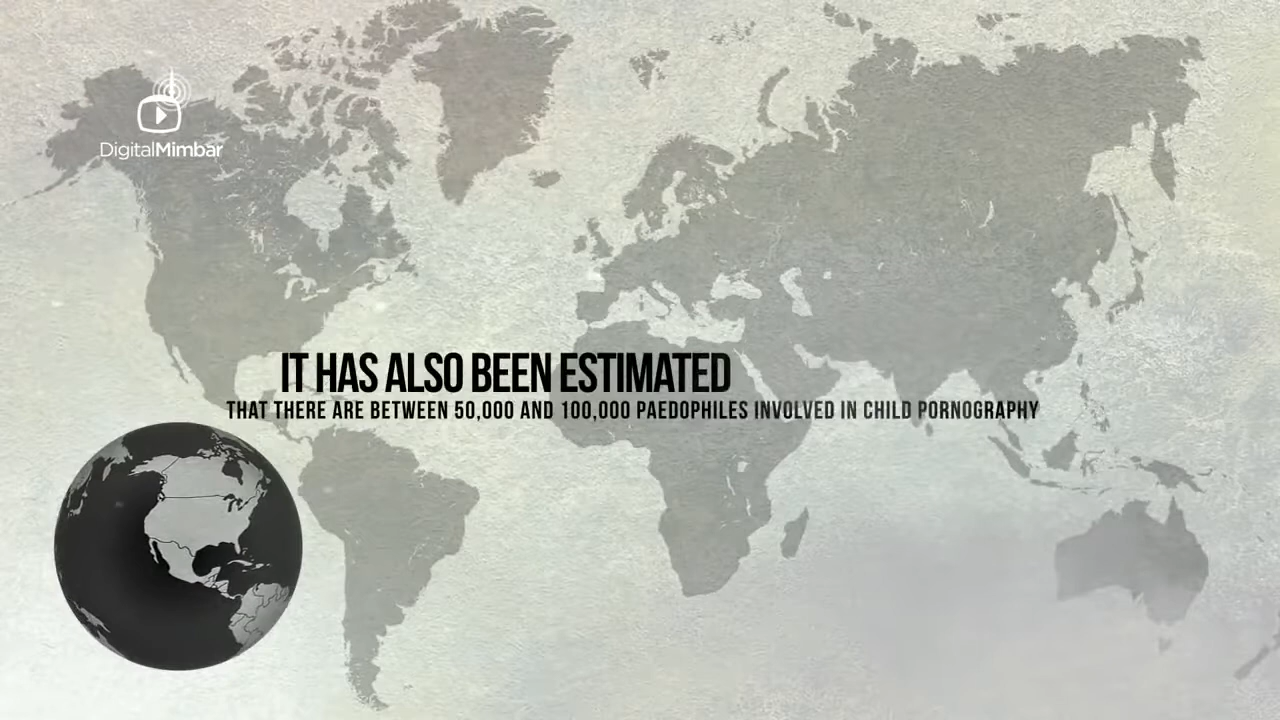 DigitalMimbar
IT HAS ALSO BEEN ESTIMATED
THAT THERE ARE BETWEEN 50,000 AND 100,000 PAEDOPHILES INVOLVED IN CHILD PORNOGRAPHY